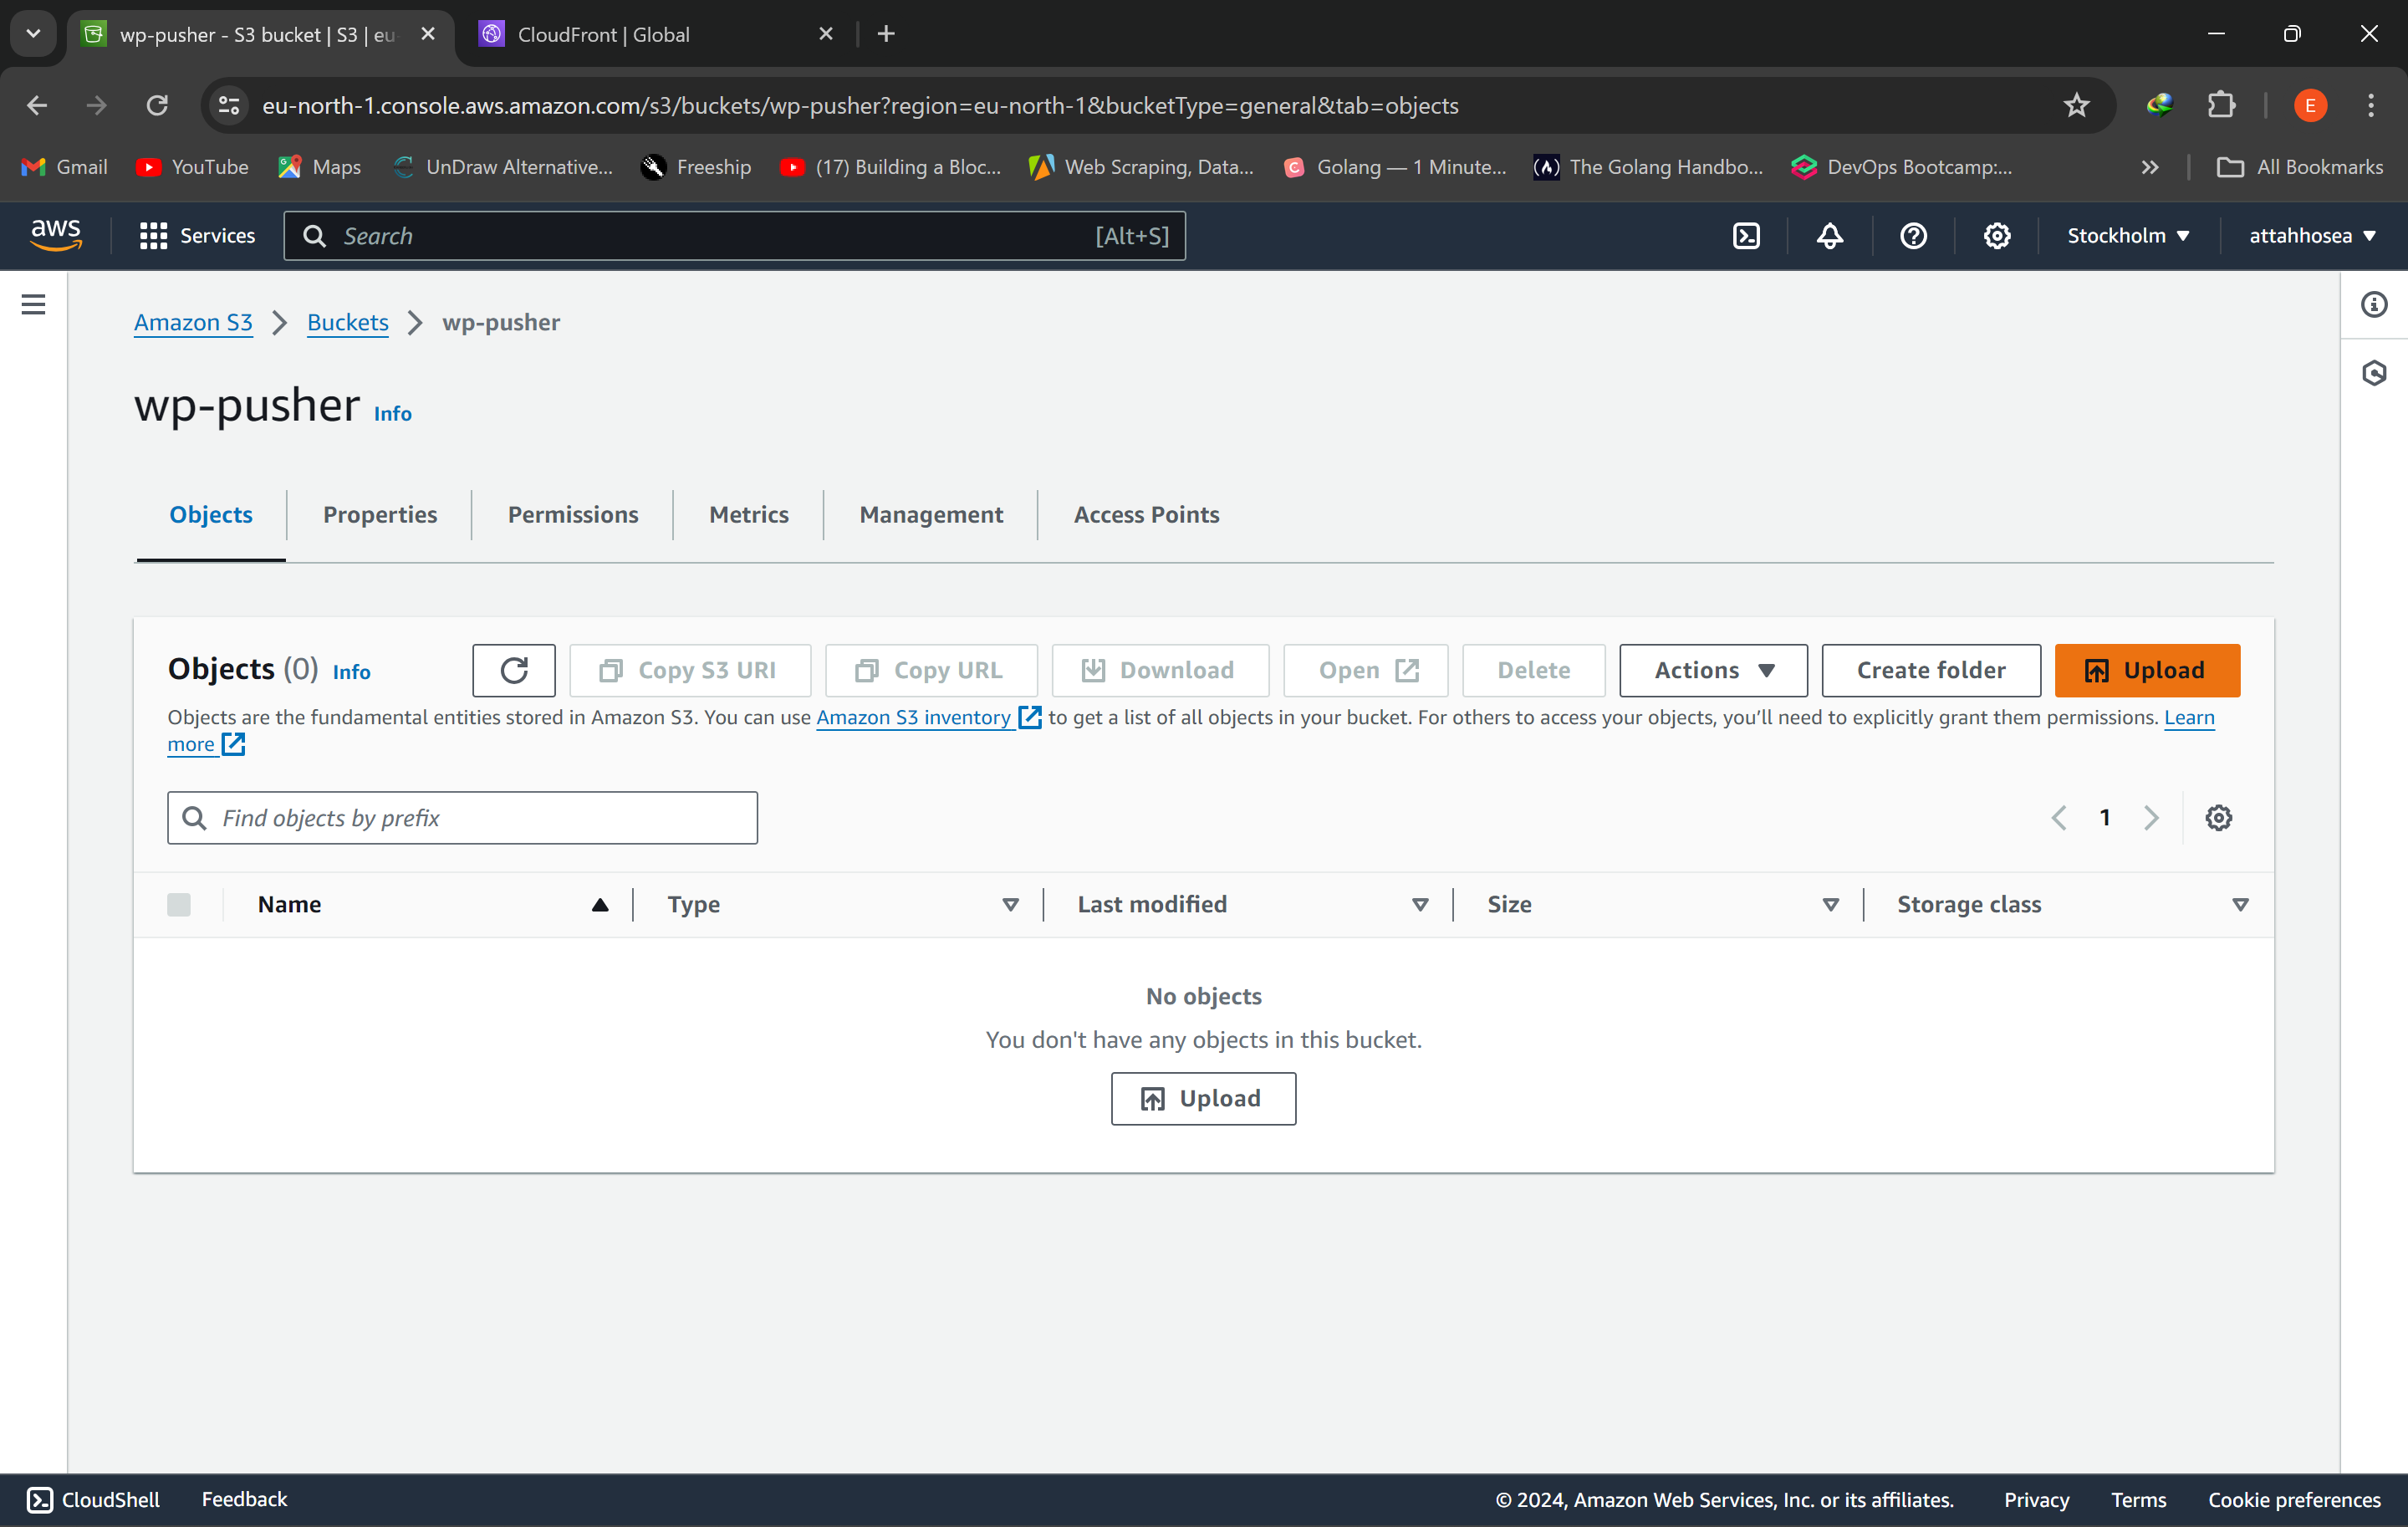 wp-pusher - S3 bucket | S3 | eu-
CloudFront | Global
eu-north-1.console.aws.amazon.com/s3/buckets/wp-pusher?region=eu-north-1&bucketType=general&tab=objects
E
Gmail
YouTube
Maps
UnDraw Alternative...
Freeship
(17) Building a Bloc...
Web Scraping, Data...
Golang — 1 Minute...
The Golang Handbo...
DevOps Bootcamp:...
All Bookmarks
aws
Services
Search
[Alt+S]
Stockholm
attahhosea
Amazon S3 > Buckets > wp-pusher
wp-pusher Info
Objects
Properties
Permissions
Metrics
Management
Access Points
Objects (0) Info
Copy S3 URI
Copy URL
Download
Open
Delete
Actions
Create folder
Upload
Objects are the fundamental entities stored in Amazon S3. You can use Amazon S3 inventory to get a list of all objects in your bucket. For others to access your objects, you’ll need to explicitly grant them permissions. Learn
more
Find objects by prefix
1
Name
Type
Last modified
Size
Storage class
No objects
You don't have any objects in this bucket.
Upload
CloudShell
Feedback
© 2024, Amazon Web Services, Inc. or its affiliates.
Privacy
Terms
Cookie preferences